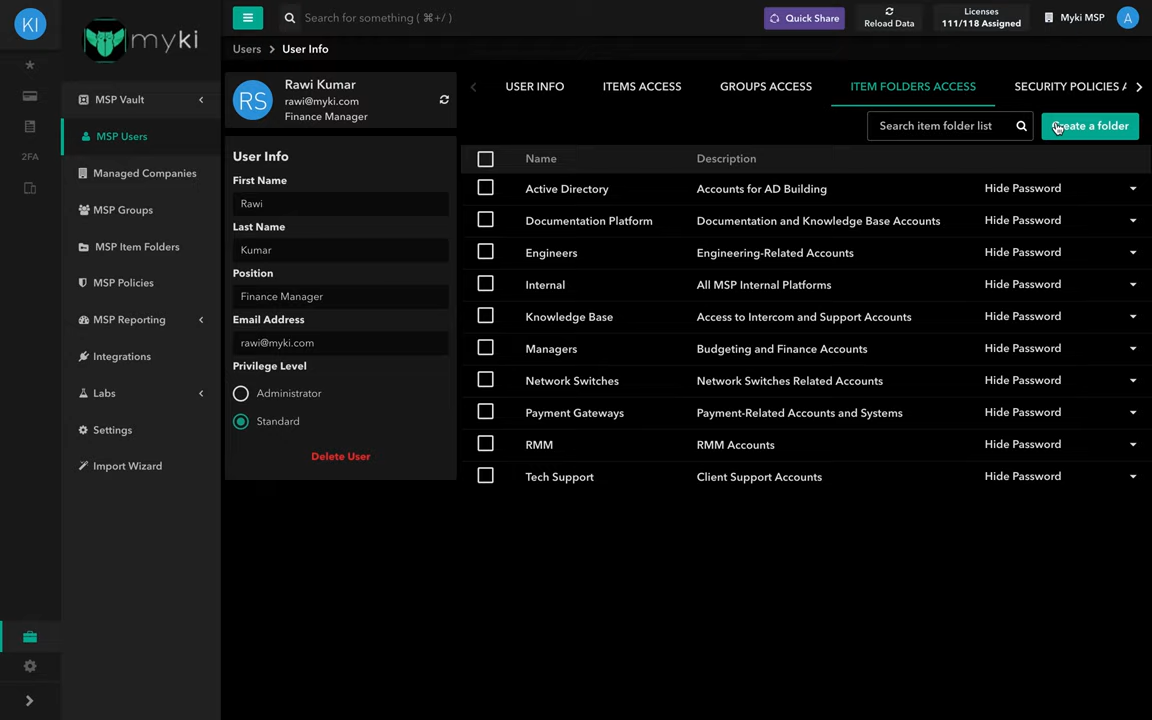 KI
myki
Search for something ( ⌘+/ )
Quick Share
Reload Data
Licenses
111/118 Assigned
Myki MSP
A
Users > User Info
2FA
MSP Vault
MSP Users
Managed Companies
MSP Groups
MSP Item Folders
MSP Policies
MSP Reporting
Integrations
Labs
Settings
Import Wizard
RS
Rawi Kumar
rawi@myki.com
Finance Manager
User Info
First Name
Rawi
Last Name
Kumar
Position
Finance Manager
Email Address
rawi@myki.com
Privilege Level
Administrator
Standard
Delete User
USER INFO ITEMS ACCESS GROUPS ACCESS ITEM FOLDERS ACCESS SECURITY POLICIES A
Search item folder list
Create a folder
Name Description
Active Directory Accounts for AD Building Hide Password
Documentation Platform Documentation and Knowledge Base Accounts Hide Password
Engineers Engineering-Related Accounts Hide Password
Internal All MSP Internal Platforms Hide Password
Knowledge Base Access to Intercom and Support Accounts Hide Password
Managers Budgeting and Finance Accounts Hide Password
Network Switches Network Switches Related Accounts Hide Password
Payment Gateways Payment-Related Accounts and Systems Hide Password
RMM RMM Accounts Hide Password
Tech Support Client Support Accounts Hide Password